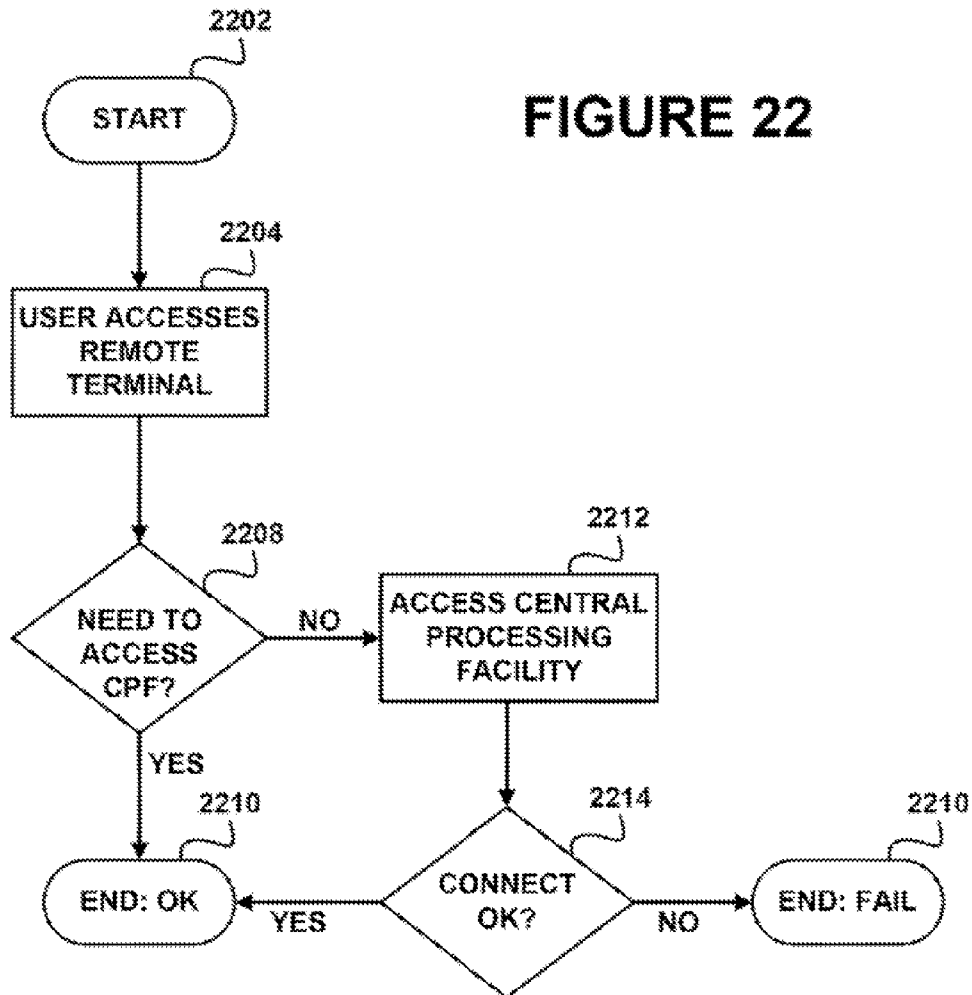 2202
START
FIGURE 22
2204
USER ACCESSES
REMOTE
TERMINAL
2208
NEED TO
ACCESS
CPF?
NO
2212
ACCESS CENTRAL
PROCESSING
FACILITY
YES
2210
END: OK
2214
CONNECT
OK?
YES
NO
2210
END: FAIL